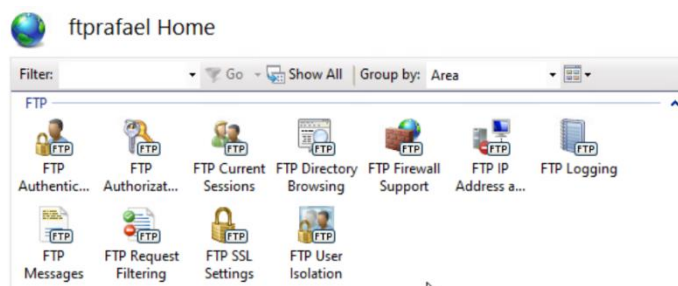 ftprafael Home
Filter: Go Show All Group by: Area
FTP
FTP FTP FTP FTP FTP FTP FTP
FTP FTP FTP Current FTP Directory FTP Firewall FTP IP FTP Logging
Authentic... Authorizat... Sessions Browsing Support Address a...
FTP FTP FTP FTP
FTP FTP Request FTP SSL FTP User
Messages Filtering Settings Isolation